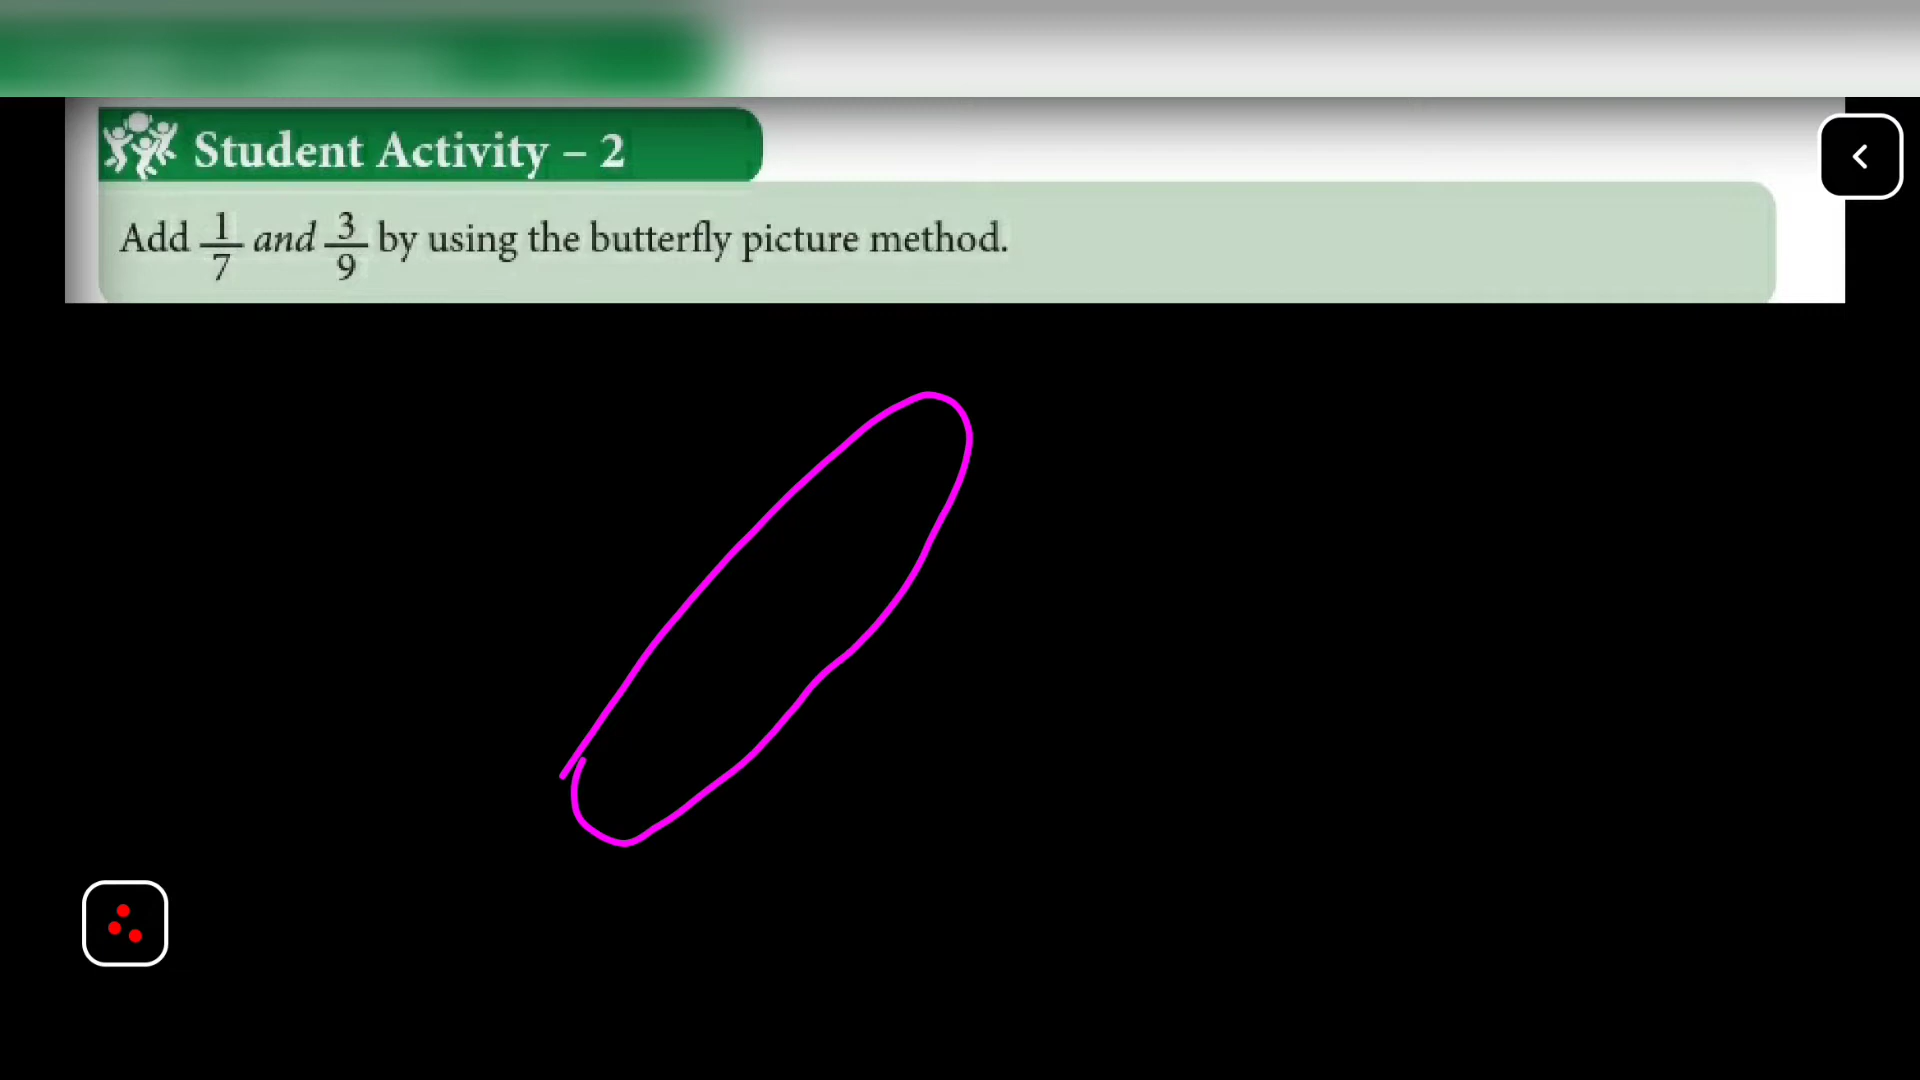 Student Activity – 2
Add 1/7 and 3/9 by using the butterfly picture method.